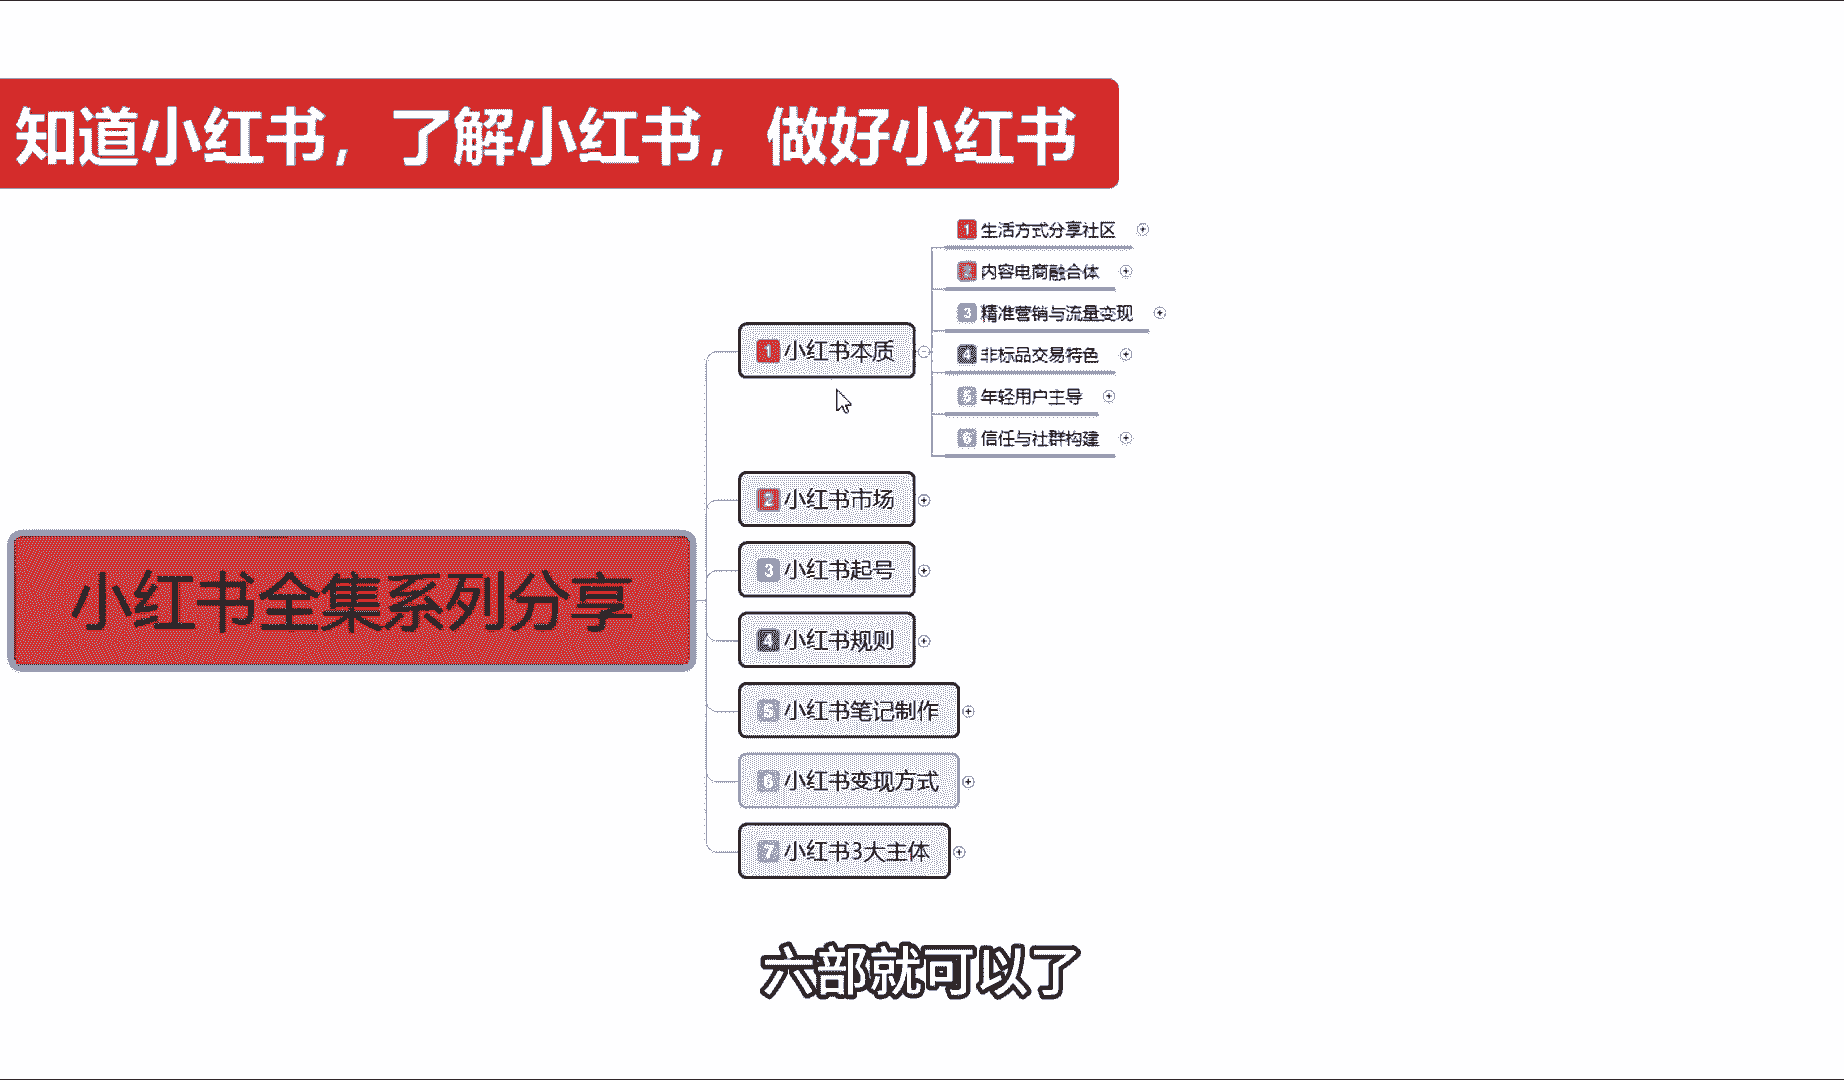 知道小红书，了解小红书，做好小红书
小红书全集系列分享
1 小红书本质
1 生活方式分享社区
2 内容电商融合体
3 精准营销与流量变现
4 非标品交易特色
5 年轻用户主导
6 信任与社群构建
2 小红书市场
3 小红书起号
4 小红书规则
5 小红书笔记制作
6 小红书变现方式
7 小红书3大主体
六部就可以了